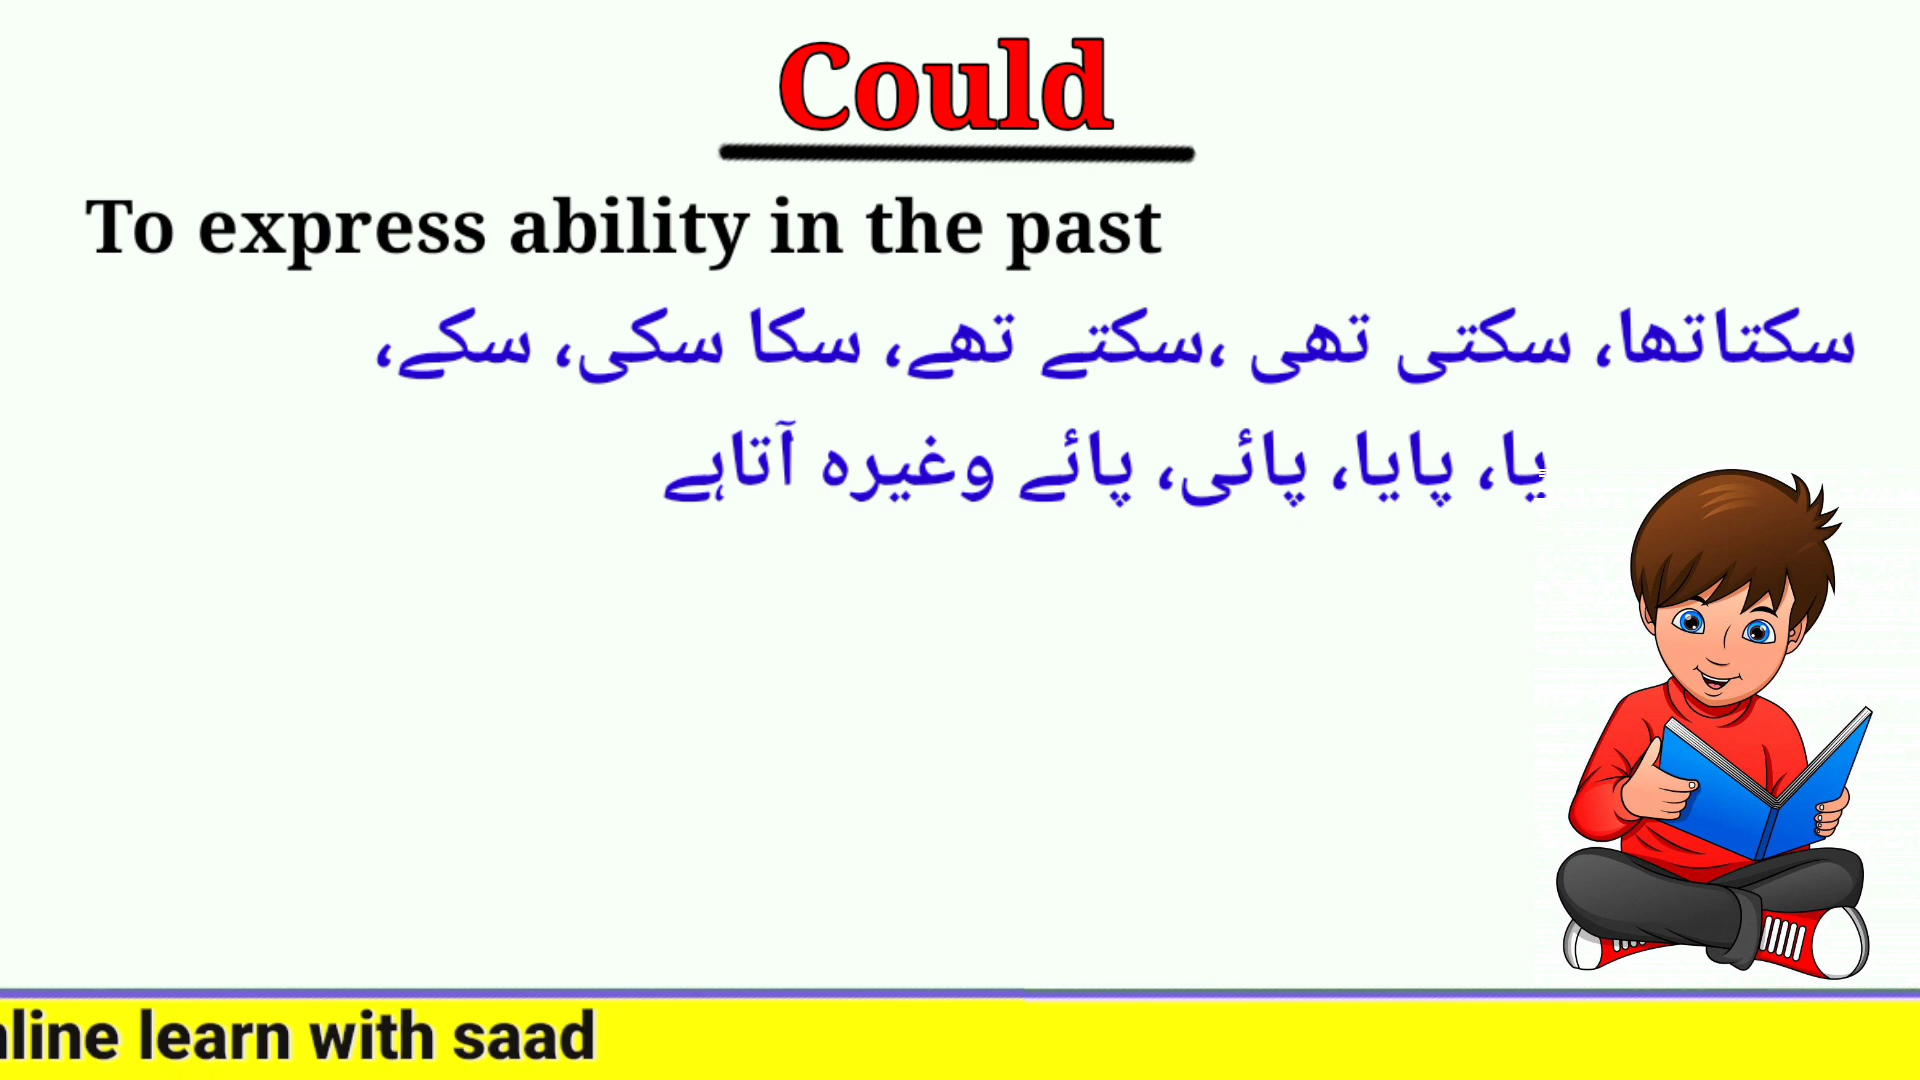 Could
To express ability in the past
سکتاتھا، سکتی تھی ،سکتے تھے، سکا سکی، سکے،
یا، پایا، پائی، پائے وغیرہ آتاہے
nline learn with saad